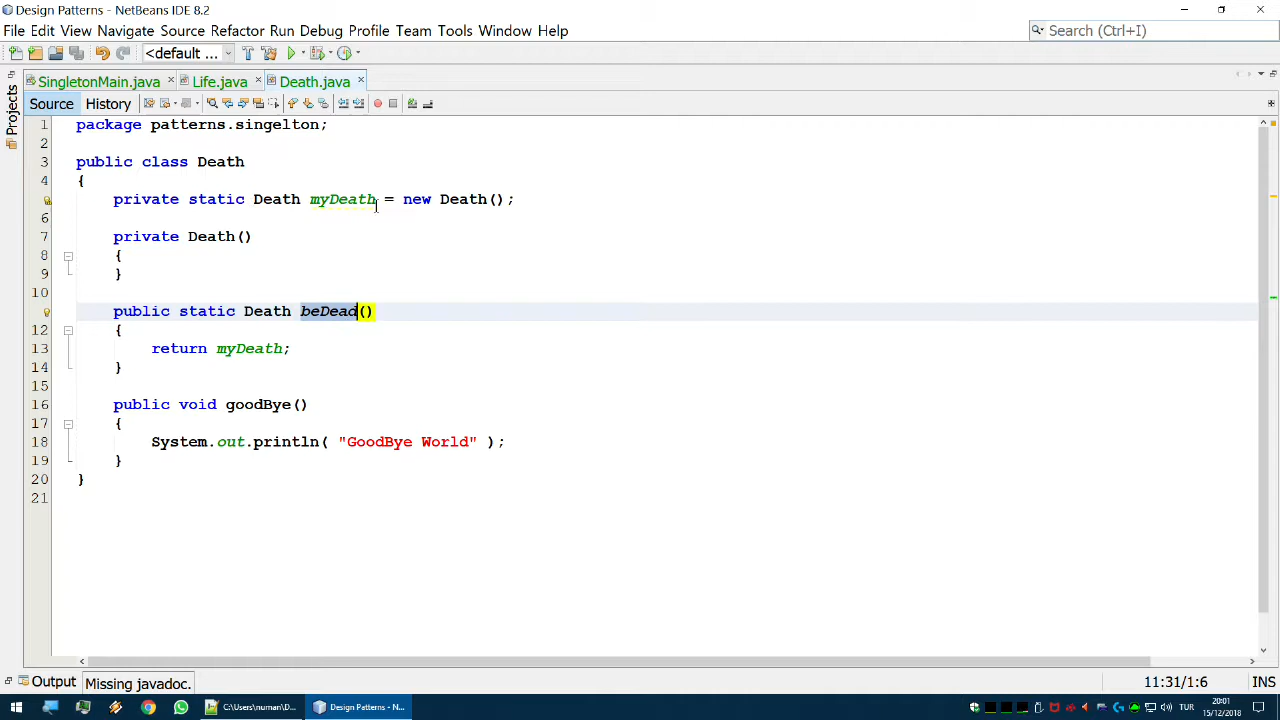 Design Patterns - NetBeans IDE 8.2
File Edit View Navigate Source Refactor Run Debug Profile Team Tools Window Help
Search (Ctrl+I)
<default ...
Projects
SingletonMain.java Life.java Death.java
Source History
1 package patterns.singelton;
2
3 public class Death
4 {
private static Death myDeath = new Death();
6
7 private Death()
8 {
9 }
10
public static Death beDead()
12 {
13 return myDeath;
14 }
15
16 public void goodBye()
17 {
18 System.out.println( "GoodBye World" );
19 }
20 }
21
Output
Missing javadoc.
11:31/1:6
INS
C:\Users\numan\D...
Design Patterns - N...
TUR
20:01
15/12/2018